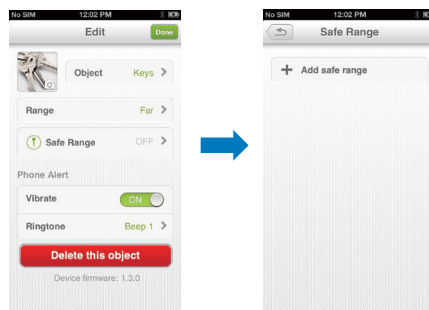 No SIM 12:02 PM
Edit Done
Object Keys
Range Far
Safe Range OFF
Phone Alert
Vibrate ON
Ringtone Beep 1
Delete this object
Device firmware: 1.3.0
No SIM 12:02 PM
Safe Range
+ Add safe range